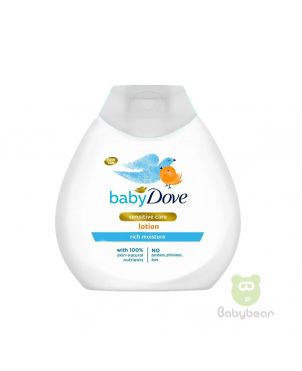 baby Dove
sensitive care
lotion
rich moisture
with 100%
skin-natural
nutrients
NO
parabens, phthalates,
dyes
Babybear